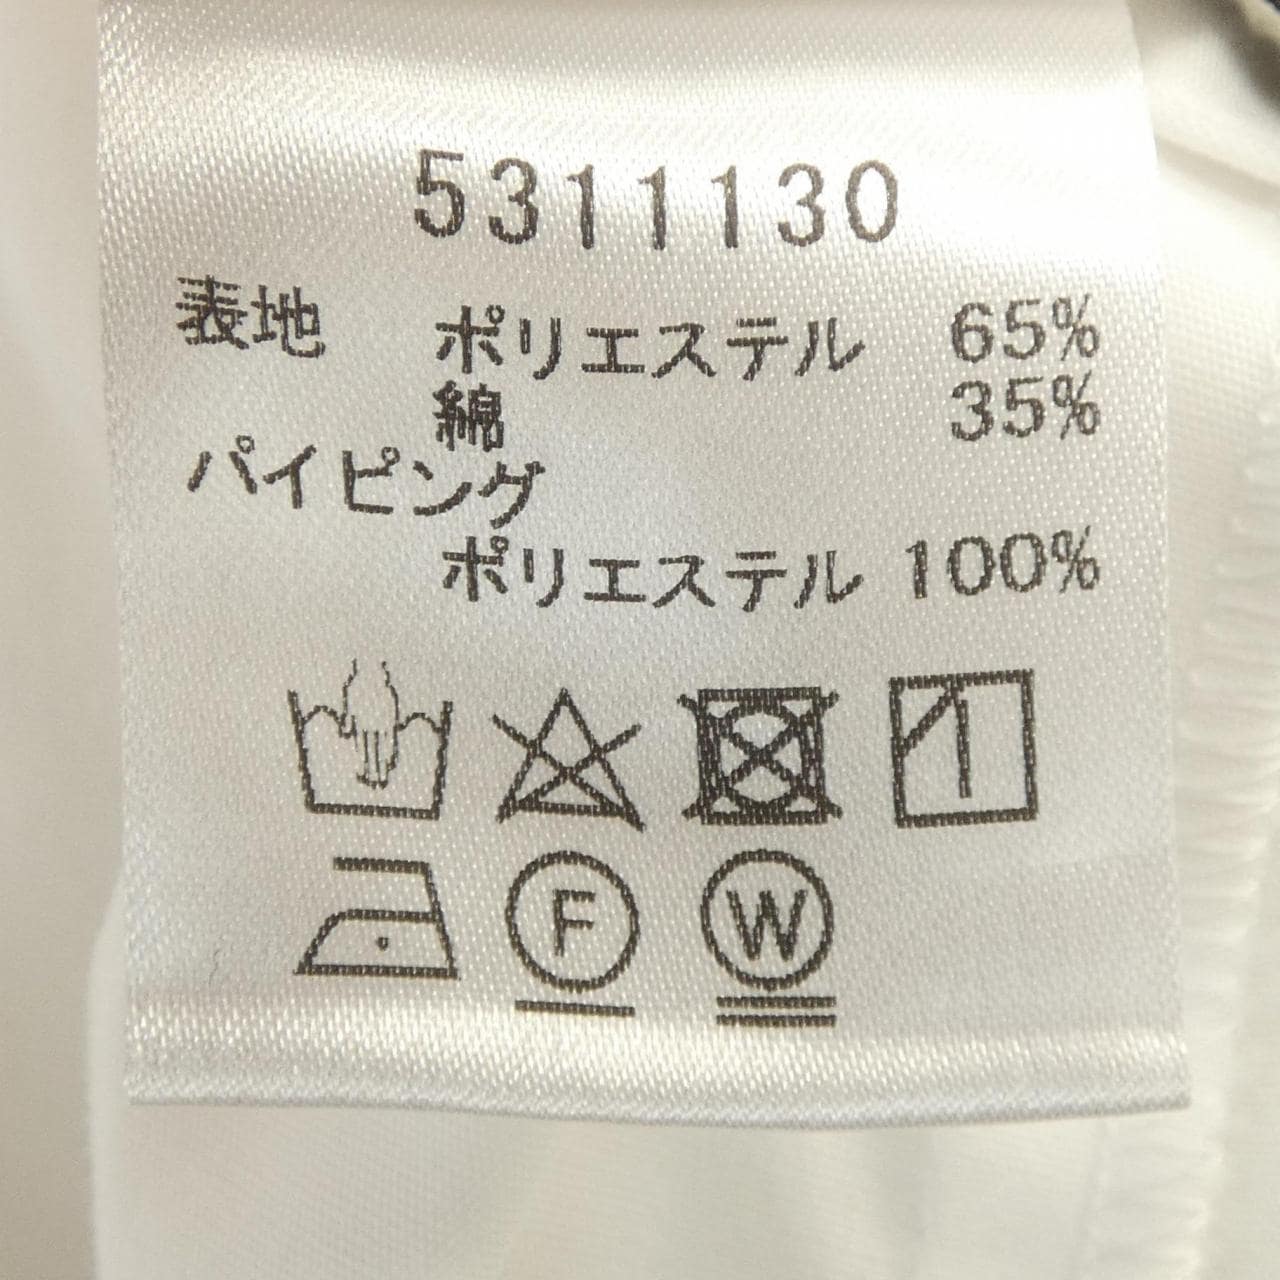 5311130
表地 ポリエステル 65%
綿 35%
パイピング
ポリエステル 100%
F
W